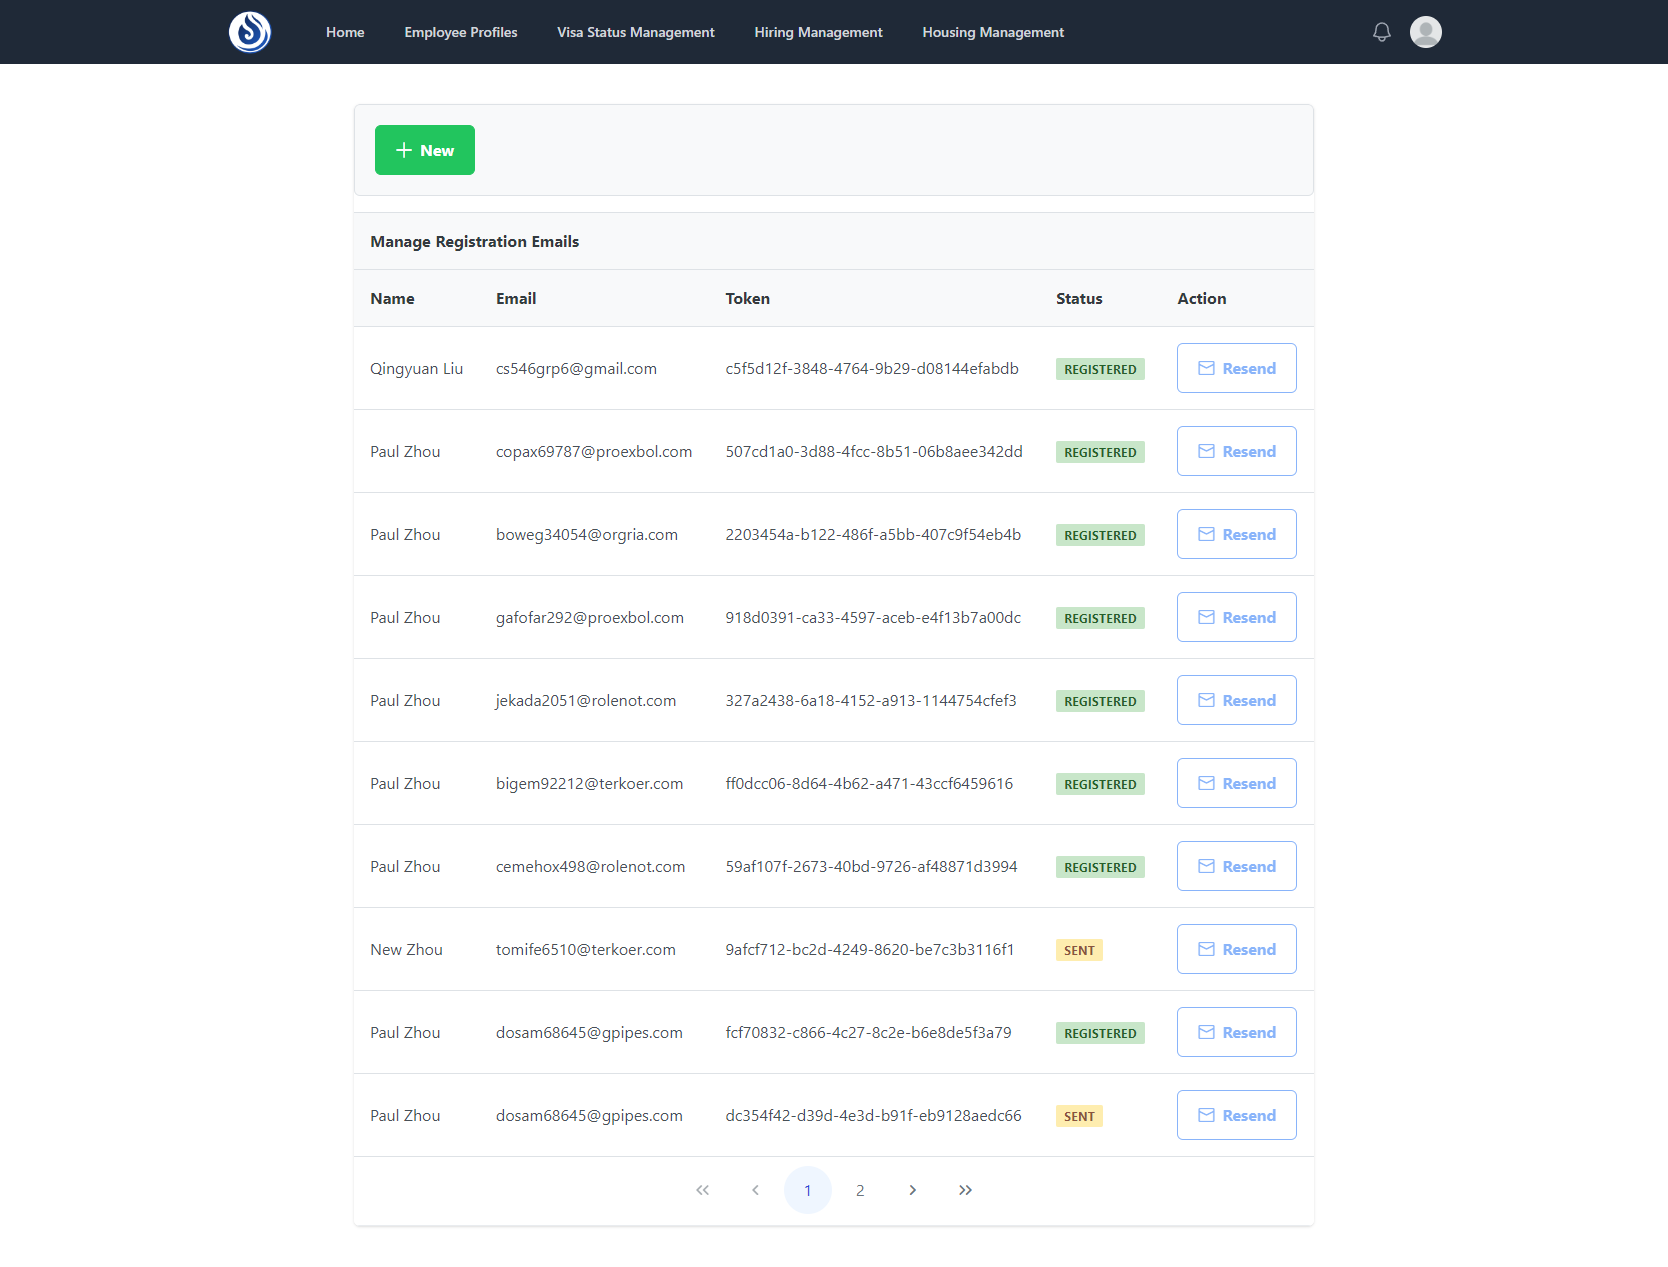 Home Employee Profiles Visa Status Management Hiring Management Housing Management
New
Manage Registration Emails
Name Email Token Status Action
Qingyuan Liu cs546grp6@gmail.com c5f5d12f-3848-4764-9b29-d08144efabdb REGISTERED Resend
Paul Zhou copax69787@proexbol.com 507cd1a0-3d88-4fcc-8b51-06b8aee342dd REGISTERED Resend
Paul Zhou boweg34054@orgria.com 2203454a-b122-486f-a5bb-407c9f54eb4b REGISTERED Resend
Paul Zhou gafofar292@proexbol.com 918d0391-ca33-4597-aceb-e4f13b7a00dc REGISTERED Resend
Paul Zhou jekada2051@rolenot.com 327a2438-6a18-4152-a913-1144754cfef3 REGISTERED Resend
Paul Zhou bigem92212@terkoer.com ff0dcc06-8d64-4b62-a471-43ccf6459616 REGISTERED Resend
Paul Zhou cemehox498@rolenot.com 59af107f-2673-40bd-9726-af48871d3994 REGISTERED Resend
New Zhou tomife6510@terkoer.com 9afcf712-bc2d-4249-8620-be7c3b3116f1 SENT Resend
Paul Zhou dosam68645@gpipes.com fcf70832-c866-4c27-8c2e-b6e8de5f3a79 REGISTERED Resend
Paul Zhou dosam68645@gpipes.com dc354f42-d39d-4e3d-b91f-eb9128aedc66 SENT Resend
1 2